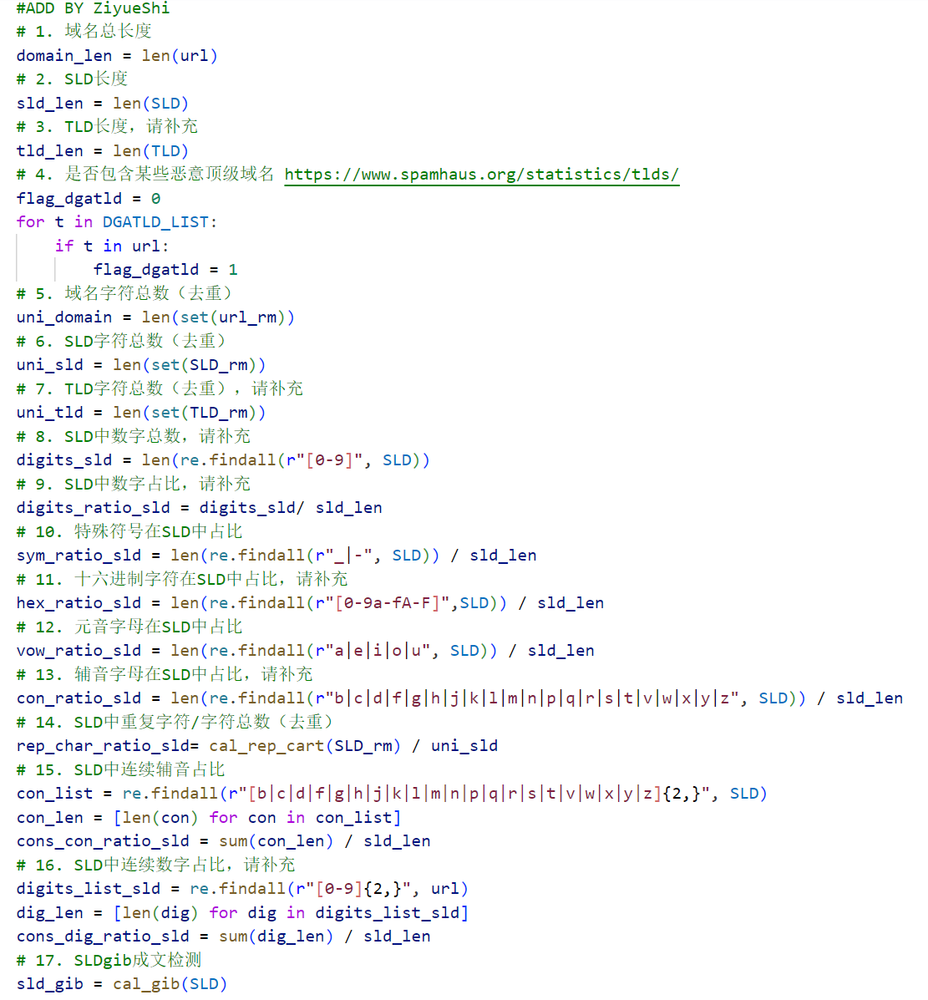 #ADD BY ZiyueShi
# 1. 域名总长度
domain_len = len(url)
# 2. SLD长度
sld_len = len(SLD)
# 3. TLD长度，请补充
tld_len = len(TLD)
# 4. 是否包含某些恶意顶级域名 https://www.spamhaus.org/statistics/tlds/
flag_dgatld = 0
for t in DGATLD_LIST:
    if t in url:
        flag_dgatld = 1
# 5. 域名字符总数（去重）
uni_domain = len(set(url_rm))
# 6. SLD字符总数（去重）
uni_sld = len(set(SLD_rm))
# 7. TLD字符总数（去重），请补充
uni_tld = len(set(TLD_rm))
# 8. SLD中数字总数，请补充
digits_sld = len(re.findall(r"[0-9]", SLD))
# 9. SLD中数字占比，请补充
digits_ratio_sld = digits_sld/ sld_len
# 10. 特殊符号在SLD中占比
sym_ratio_sld = len(re.findall(r"_|-", SLD)) / sld_len
# 11. 十六进制字符在SLD中占比，请补充
hex_ratio_sld = len(re.findall(r"[0-9a-fA-F]",SLD)) / sld_len
# 12. 元音字母在SLD中占比
vow_ratio_sld = len(re.findall(r"a|e|i|o|u", SLD)) / sld_len
# 13. 辅音字母在SLD中占比，请补充
con_ratio_sld = len(re.findall(r"b|c|d|f|g|h|j|k|l|m|n|p|q|r|s|t|v|w|x|y|z", SLD)) / sld_len
# 14. SLD中重复字符/字符总数（去重）
rep_char_ratio_sld= cal_rep_cart(SLD_rm) / uni_sld
# 15. SLD中连续辅音占比
con_list = re.findall(r"[b|c|d|f|g|h|j|k|l|m|n|p|q|r|s|t|v|w|x|y|z]{2,}", SLD)
con_len = [len(con) for con in con_list]
cons_con_ratio_sld = sum(con_len) / sld_len
# 16. SLD中连续数字占比，请补充
digits_list_sld = re.findall(r"[0-9]{2,}", url)
dig_len = [len(dig) for dig in digits_list_sld]
cons_dig_ratio_sld = sum(dig_len) / sld_len
# 17. SLDgib成文检测
sld_gib = cal_gib(SLD)